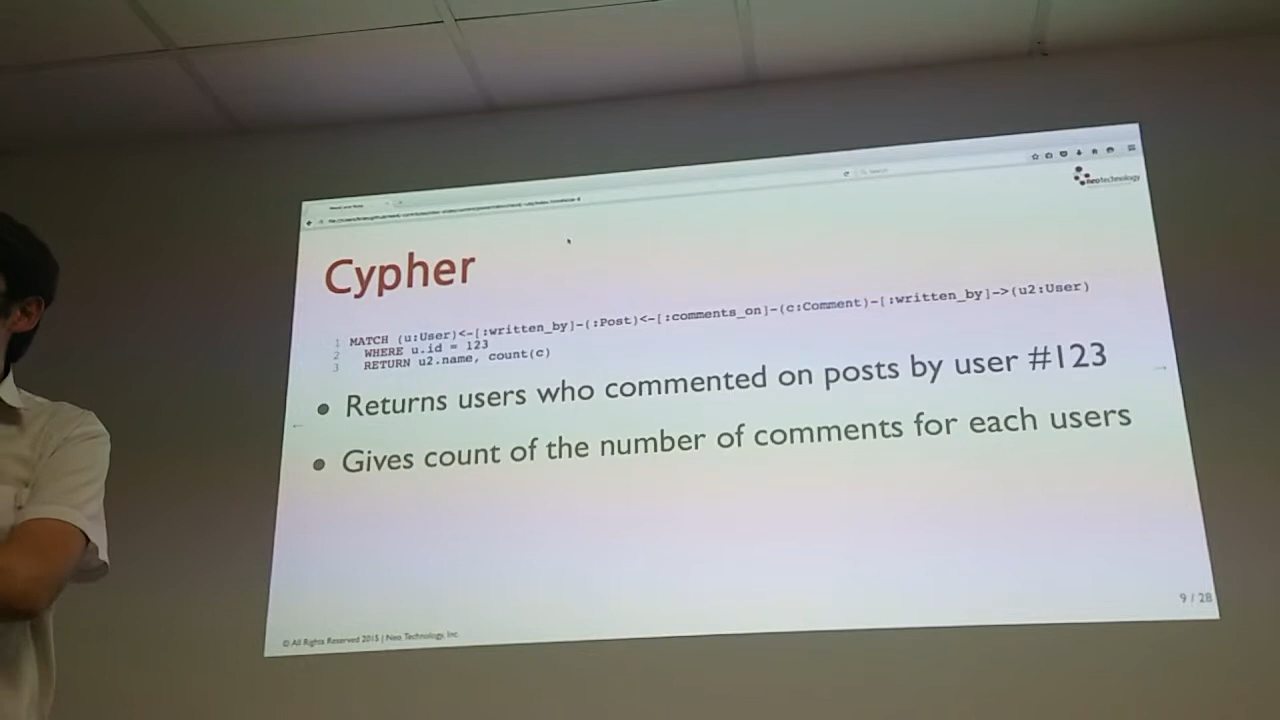 Search
neotechnology
Cypher
1 MATCH (u:User)<-[:written_by]-(:Post)<-[:comments_on]-(c:Comment)-[:written_by]->(u2:User)
2 WHERE u.id = 123
3 RETURN u2.name, count(c)
Returns users who commented on posts by user #123
Gives count of the number of comments for each users
© All Rights Reserved 2015 | Neo Technology, Inc.
9 / 28